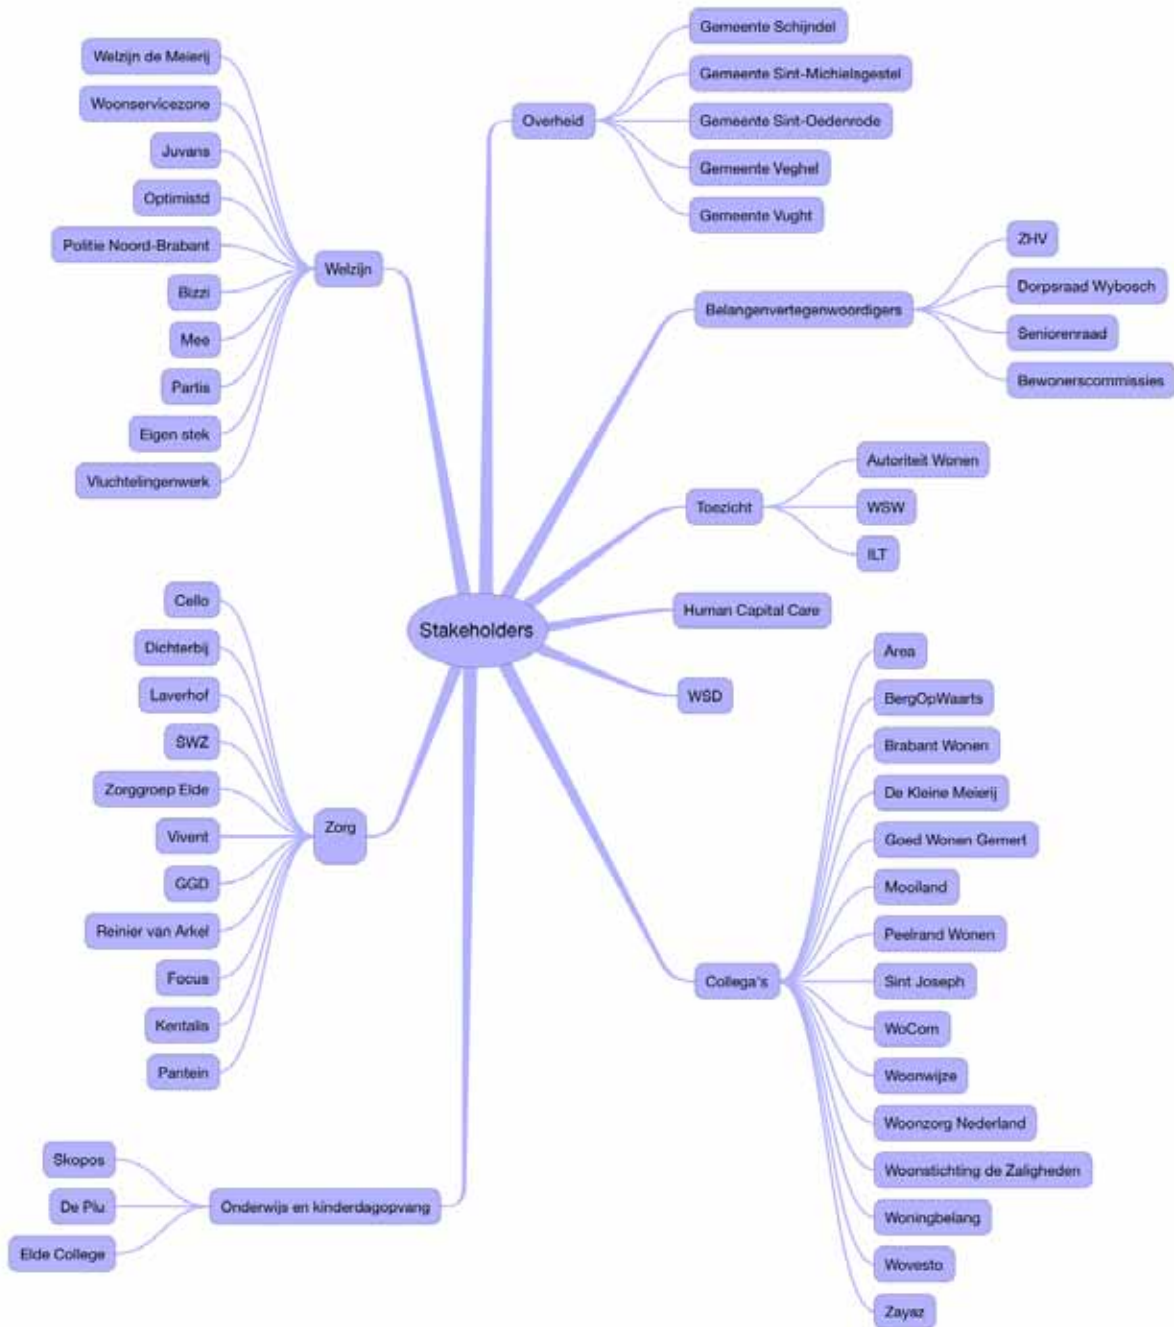 Stakeholders
Overheid
Gemeente Schijndel
Gemeente Sint-Michielsgestel
Gemeente Sint-Oedenrode
Gemeente Veghel
Gemeente Vught
Belangenvertegenwoordigers
ZHV
Dorpsraad Wybosch
Seniorenraad
Bewonerscommissies
Toezicht
Autoriteit Wonen
WSW
ILT
Human Capital Care
WSD
Collega's
Area
BergOpWaarts
Brabant Wonen
De Kleine Meierij
Goed Wonen Gemert
Mooiland
Peelrand Wonen
Sint Joseph
WoCom
Woonwijze
Woonzorg Nederland
Woonstichting de Zaligheden
Woningbelang
Wovesto
Zayaz
Onderwijs en kinderdagopvang
Skopos
De Plu
Elde College
Zorg
Cello
Dichterbij
Laverhof
SWZ
Zorggroep Elde
Vivent
GGD
Reinier van Arkel
Focus
Kentalis
Pantein
Welzijn
Welzijn de Meierij
Woonservicezone
Juvans
Optimistd
Politie Noord-Brabant
Bizzi
Mee
Partis
Eigen stek
Vluchtelingenwerk